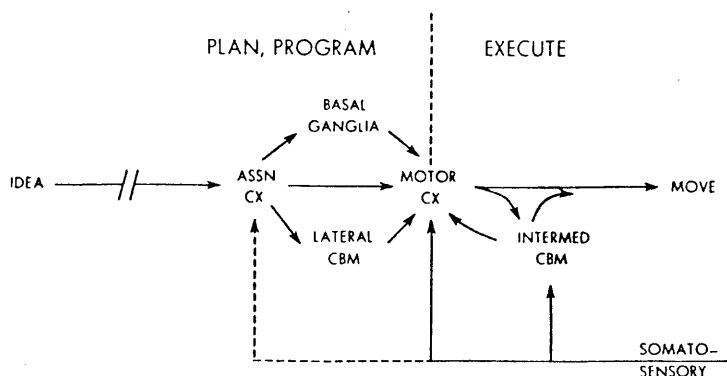 PLAN, PROGRAM
EXECUTE
BASAL
GANGLIA
IDEA
ASSN
CX
MOTOR
CX
MOVE
LATERAL
CBM
INTERMED
CBM
SOMATO-
SENSORY